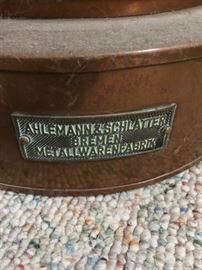 AHLEMANN & SCHLATTER
BREMEN
METALLWARENFABRIK